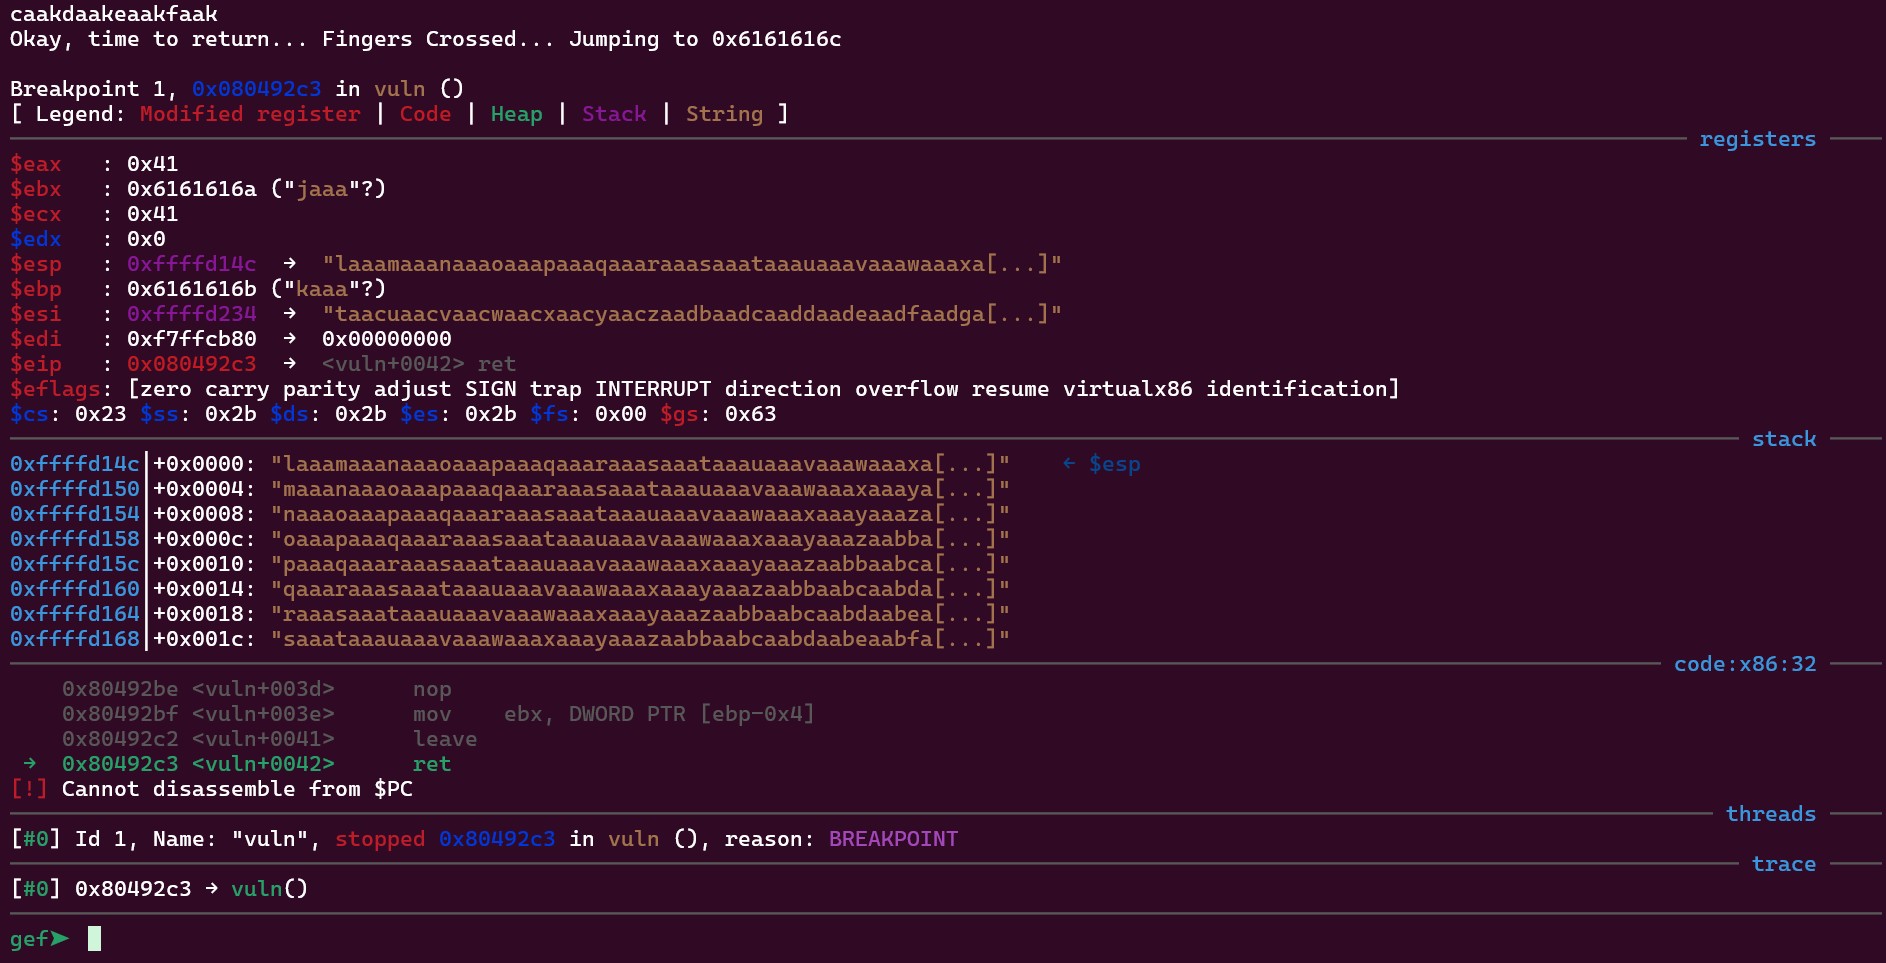 caakdaakeaakfaak
Okay, time to return... Fingers Crossed... Jumping to 0x6161616c
Breakpoint 1, 0x080492c3 in vuln ()
[ Legend: Modified register | Code | Heap | Stack | String ]
registers
$eax   : 0x41
$ebx   : 0x6161616a ("jaaa"?)
$ecx   : 0x41
$edx   : 0x0
$esp   : 0xffffd14c  →  "laaamaaanaaaoaaapaaaqaaaraaasaaataaauaaavaaawaaaxa[...]"
$ebp   : 0x6161616b ("kaaa"?)
$esi   : 0xffffd234  →  "taacuaacvaacwaacxaacyaaczaadbaadcaaddaadeaadfaadga[...]"
$edi   : 0xf7ffcb80  →  0x00000000
$eip   : 0x080492c3  →  <vuln+0042> ret
$eflags: [zero carry parity adjust SIGN trap INTERRUPT direction overflow resume virtualx86 identification]
$cs: 0x23 $ss: 0x2b $ds: 0x2b $es: 0x2b $fs: 0x00 $gs: 0x63
stack
0xffffd14c│+0x0000: "laaamaaanaaaoaaapaaaqaaaraaasaaataaauaaavaaawaaaxa[...]"    ← $esp
0xffffd150│+0x0004: "maaanaaaoaaapaaaqaaaraaasaaataaauaaavaaawaaaxaaaya[...]"
0xffffd154│+0x0008: "naaaoaaapaaaqaaaraaasaaataaauaaavaaawaaaxaaayaaaza[...]"
0xffffd158│+0x000c: "oaaapaaaqaaaraaasaaataaauaaavaaawaaaxaaayaaazaabba[...]"
0xffffd15c│+0x0010: "paaaqaaaraaasaaataaauaaavaaawaaaxaaayaaazaabbaabca[...]"
0xffffd160│+0x0014: "qaaaraaasaaataaauaaavaaawaaaxaaayaaazaabbaabcaabda[...]"
0xffffd164│+0x0018: "raaasaaataaauaaavaaawaaaxaaayaaazaabbaabcaabdaabea[...]"
0xffffd168│+0x001c: "saaataaauaaavaaawaaaxaaayaaazaabbaabcaabdaabeaabfa[...]"
code:x86:32
0x80492be <vuln+003d>      nop
0x80492bf <vuln+003e>      mov    ebx, DWORD PTR [ebp-0x4]
0x80492c2 <vuln+0041>      leave
→  0x80492c3 <vuln+0042>      ret
[!] Cannot disassemble from $PC
threads
[#0] Id 1, Name: "vuln", stopped 0x80492c3 in vuln (), reason: BREAKPOINT
trace
[#0] 0x80492c3 → vuln()
gef➤